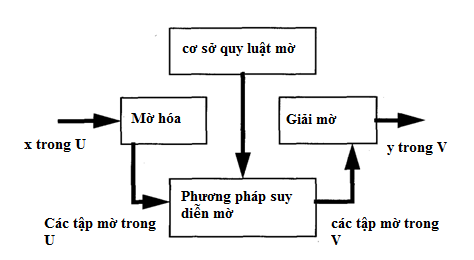 cơ sở quy luật mờ
Mờ hóa
Giải mờ
x trong U
y trong V
Phương pháp suy
diễn mờ
Các tập mờ trong
U
các tập mờ trong
V